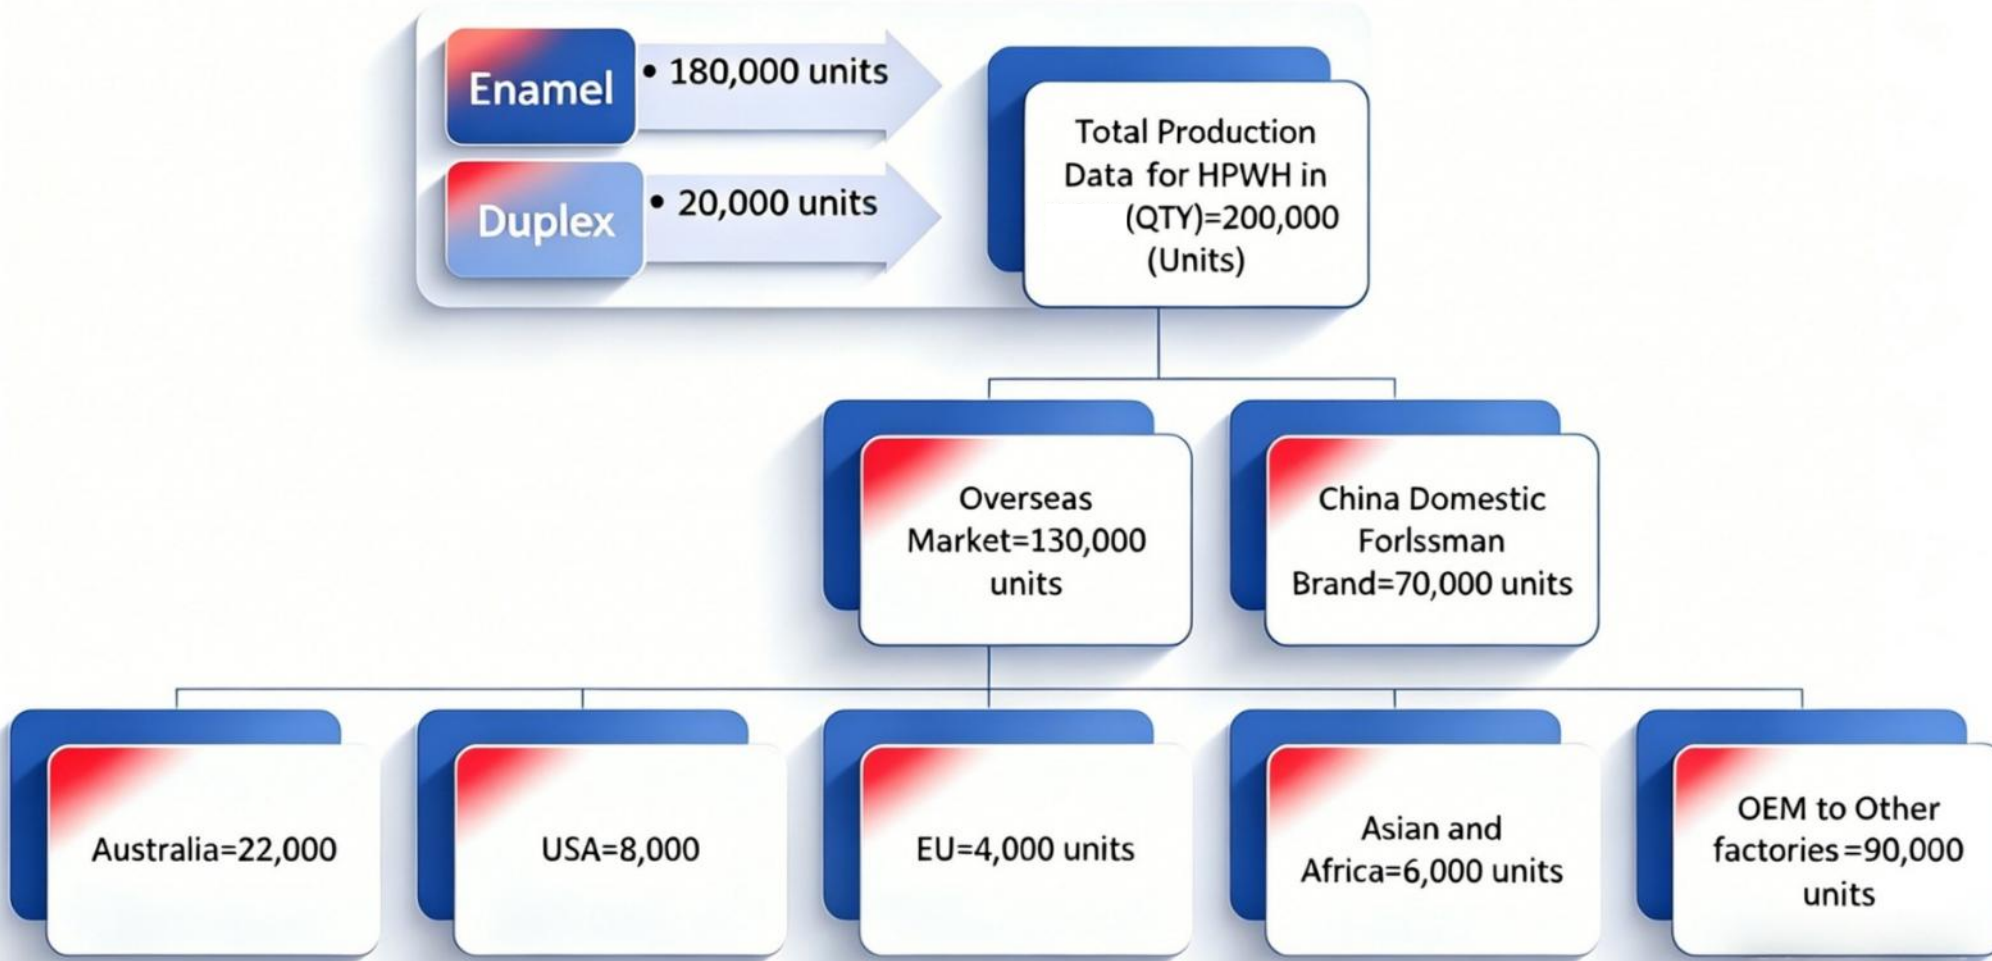 Enamel
• 180,000 units
Duplex
• 20,000 units
Total Production
Data for HPWH in
(QTY)=200,000
(Units)
Overseas
Market=130,000
units
China Domestic
Forlssman
Brand=70,000 units
Australia=22,000
USA=8,000
EU=4,000 units
Asian and
Africa=6,000 units
OEM to Other
factories=90,000
units